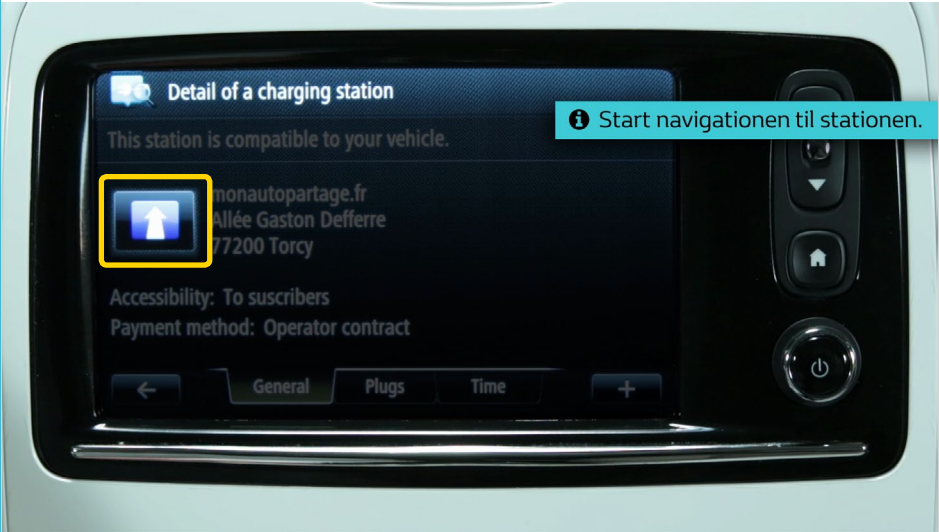 Detail of a charging station
Start navigationen til stationen.
This station is compatible to your vehicle.
monautopartage.fr
Allée Gaston Defferre
77200 Torcy
Accessibility: To suscribers
Payment method: Operator contract
General Plugs Time